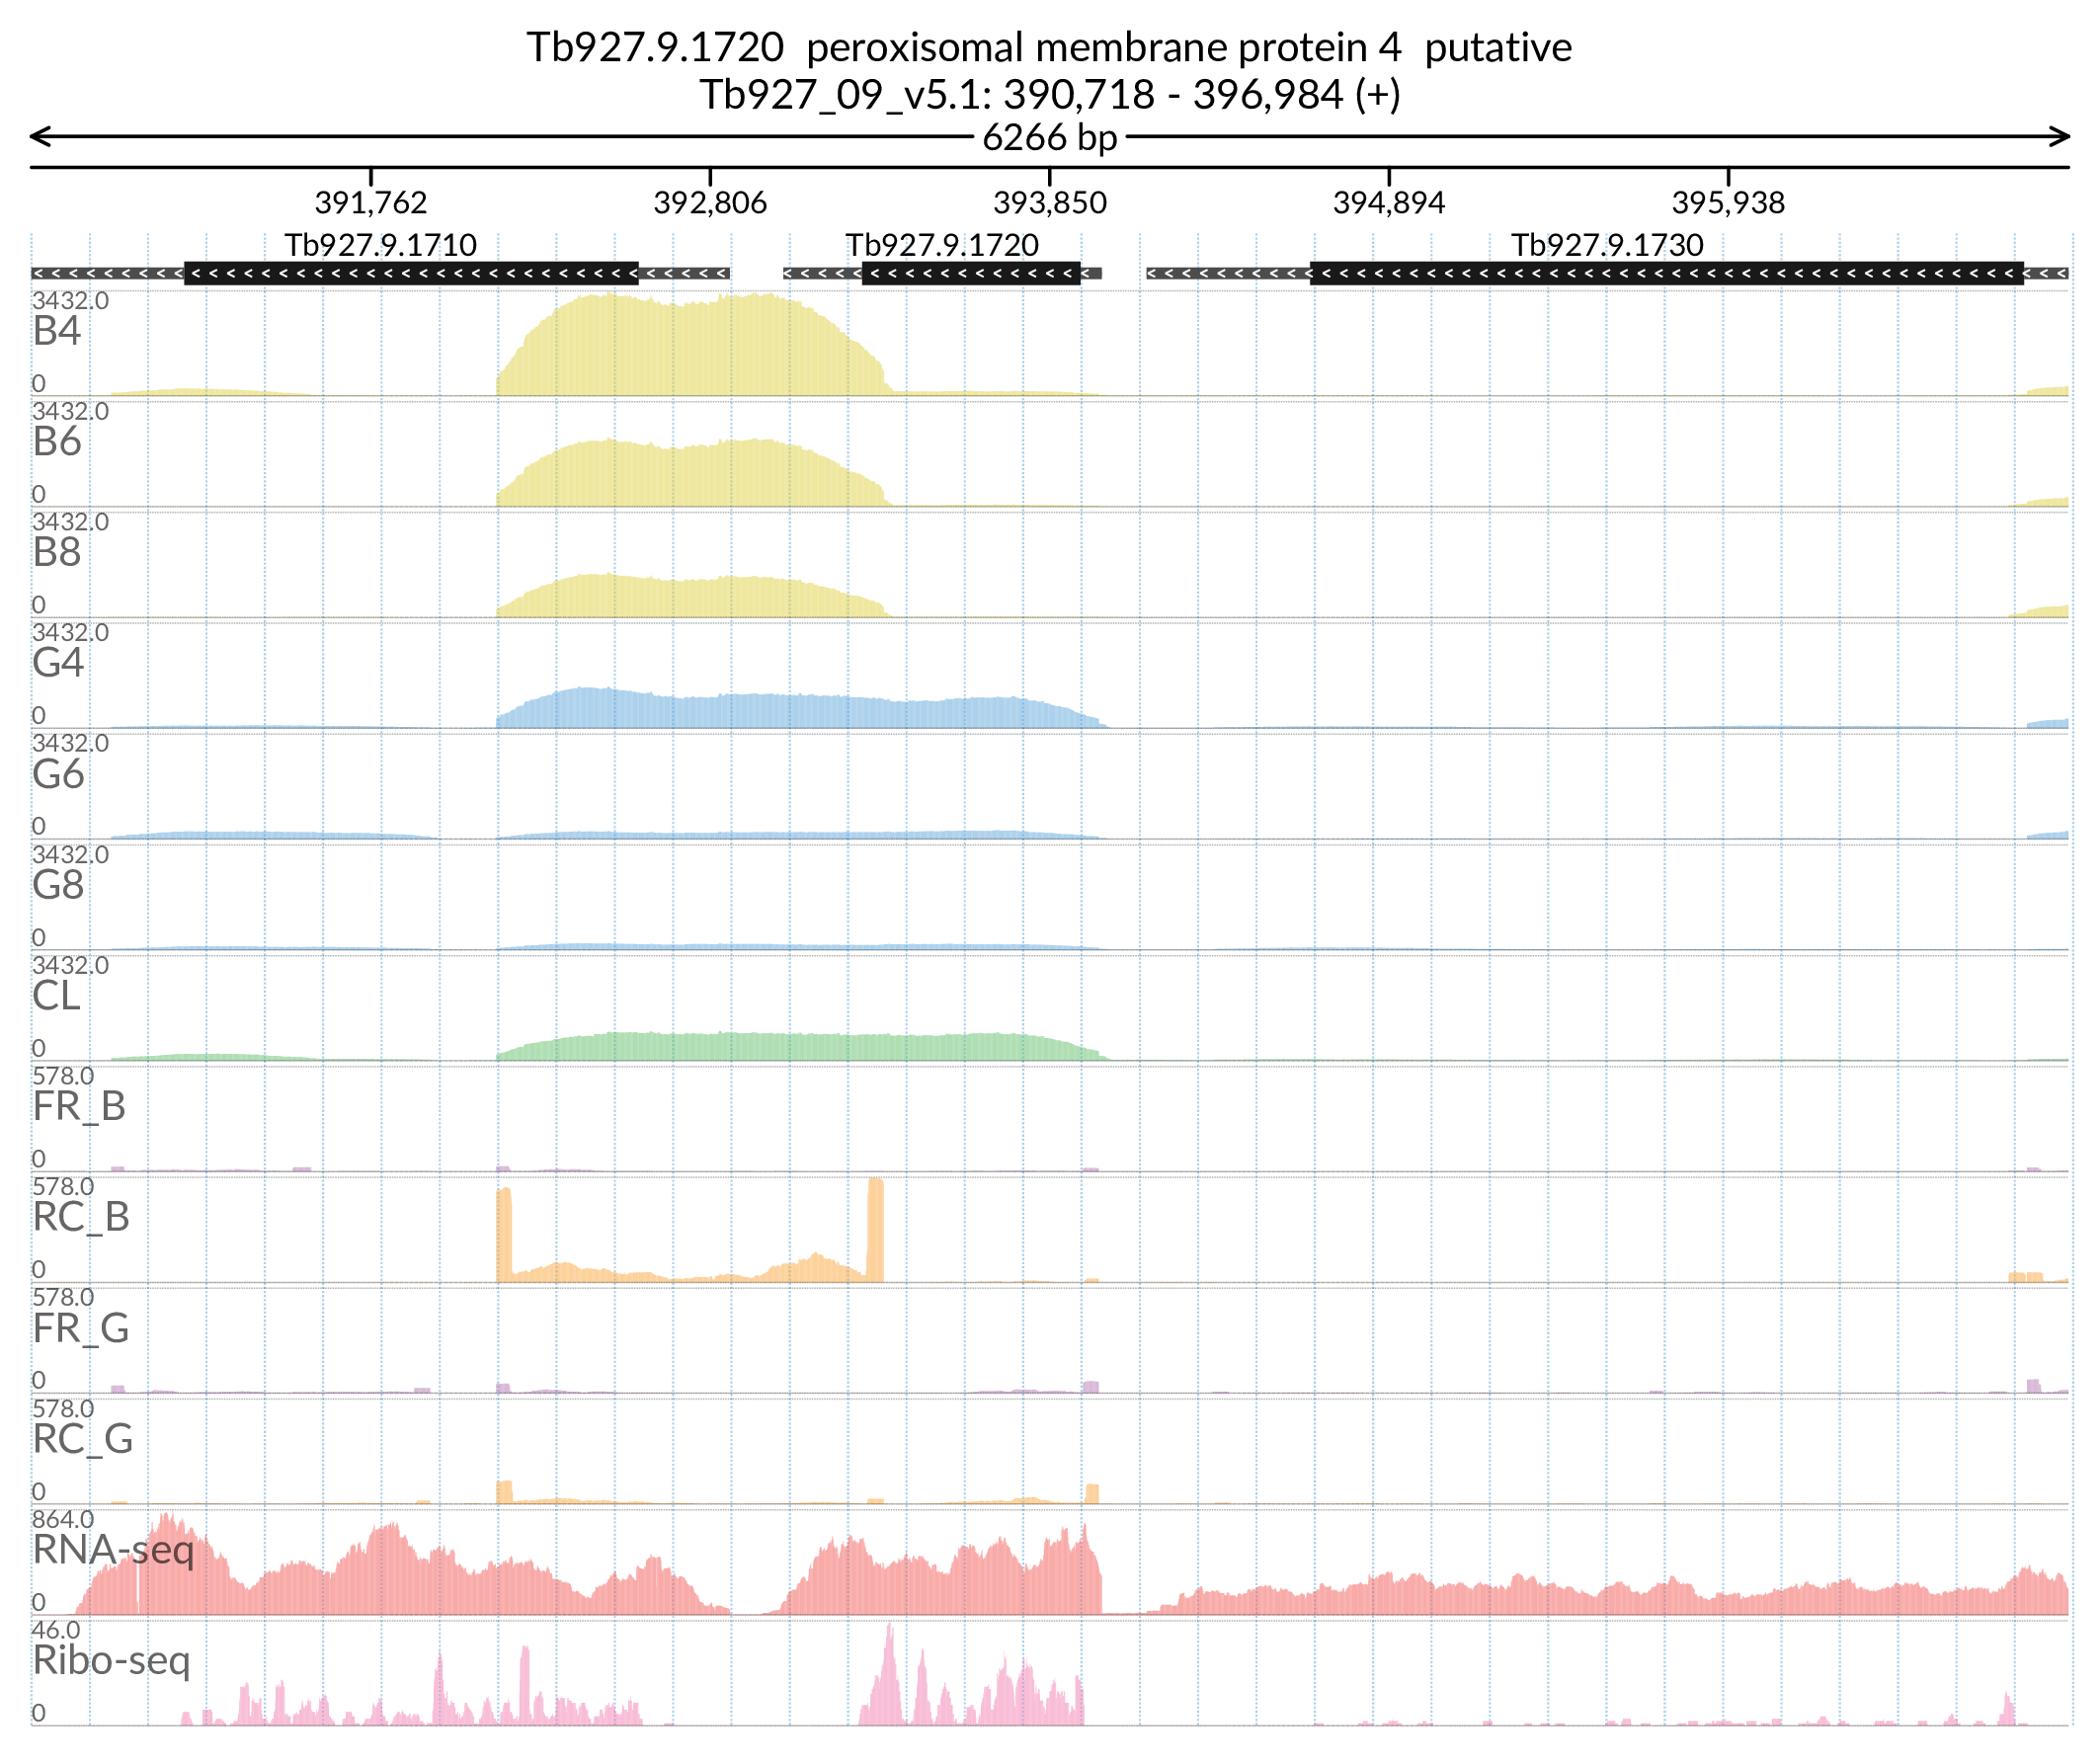 Tb927.9.1720 peroxisomal membrane protein 4 putative
Tb927_09_v5.1: 390,718 - 396,984 (+)
6266 bp
391,762 392,806 393,850 394,894 395,938
Tb927.9.1710 Tb927.9.1720 Tb927.9.1730
3432.0
B4
0
3432.0
B6
0
3432.0
B8
0
3432.0
G4
0
3432.0
G6
0
3432.0
G8
0
3432.0
CL
0
578.0
FR_B
0
578.0
RC_B
0
578.0
FR_G
0
578.0
RC_G
0
864.0
RNA-seq
0
46.0
Ribo-seq
0